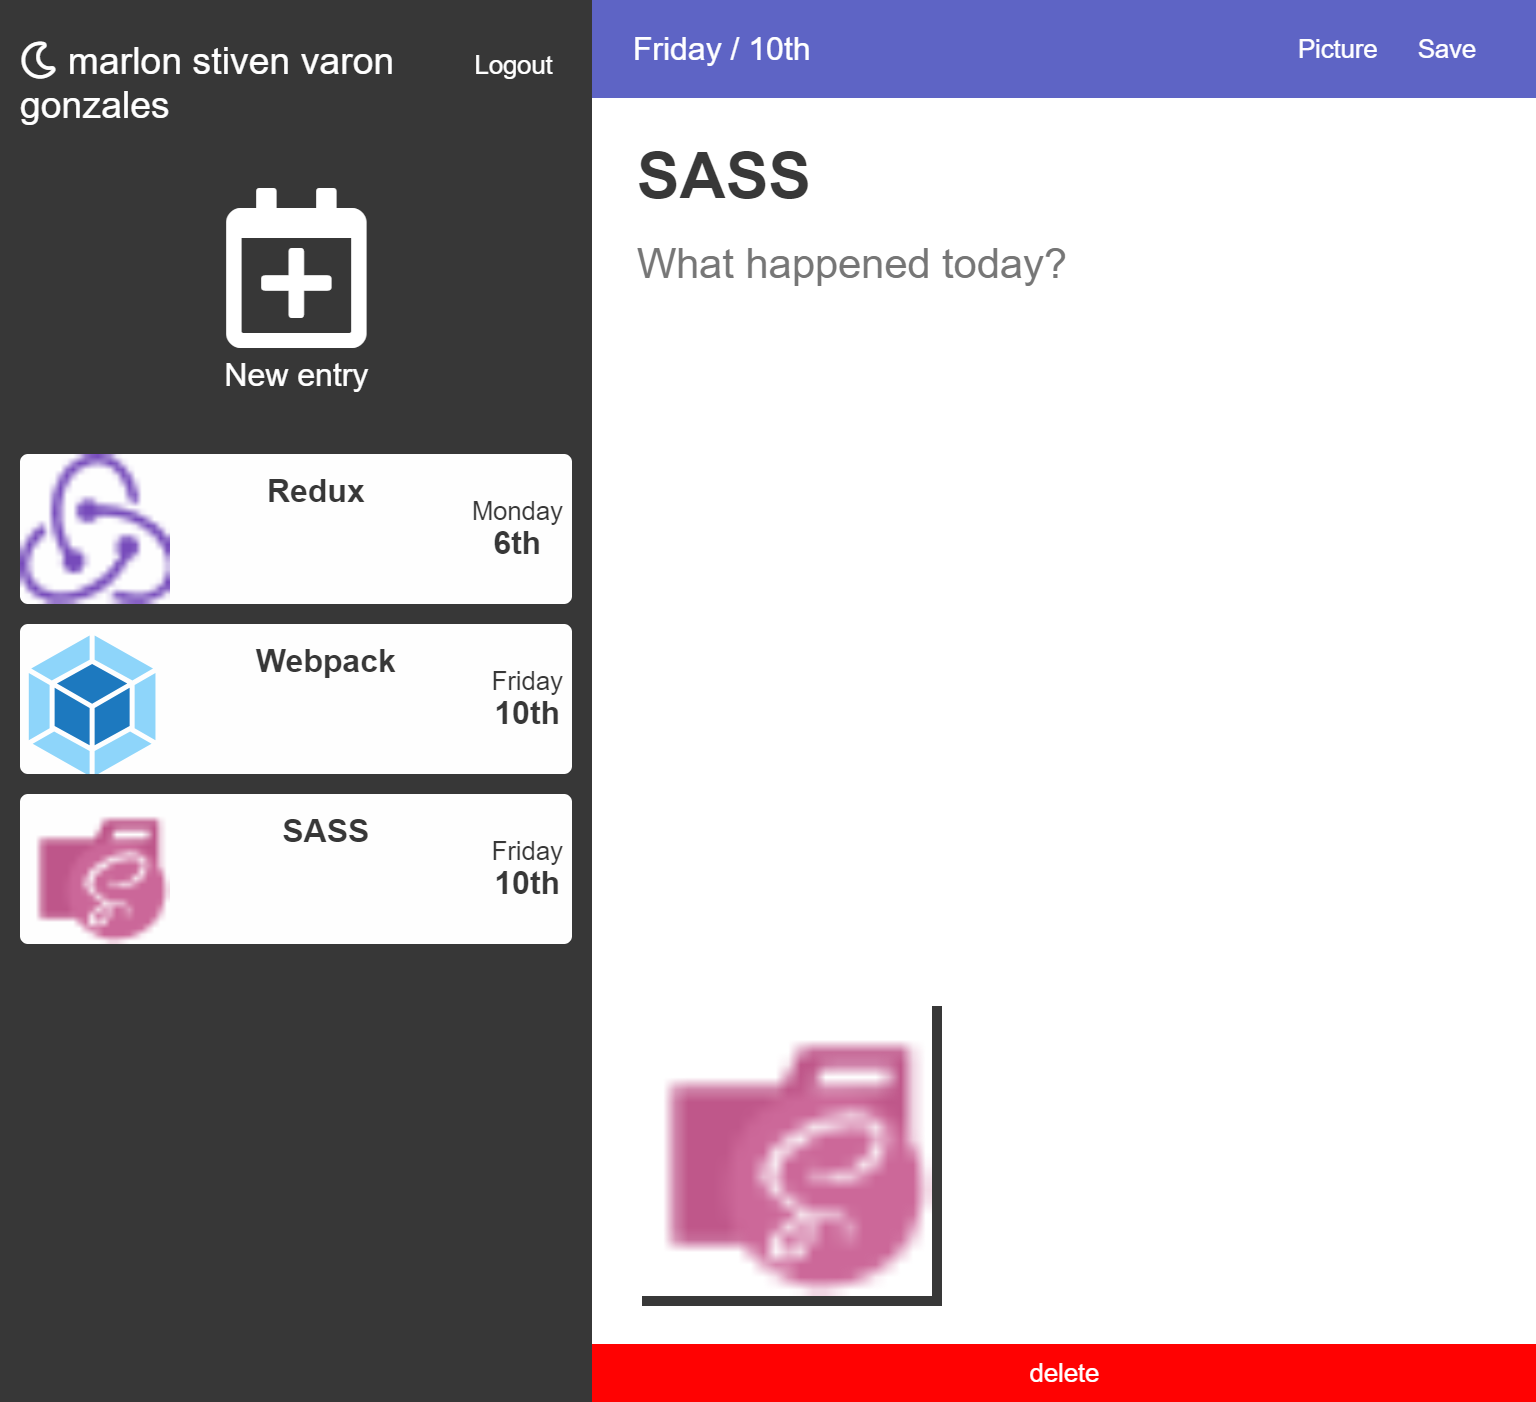 marlon stiven varon
gonzales
Logout
New entry
Redux
Monday
6th
Webpack
Friday
10th
SASS
Friday
10th
Friday / 10th
Picture
Save
SASS
What happened today?
delete